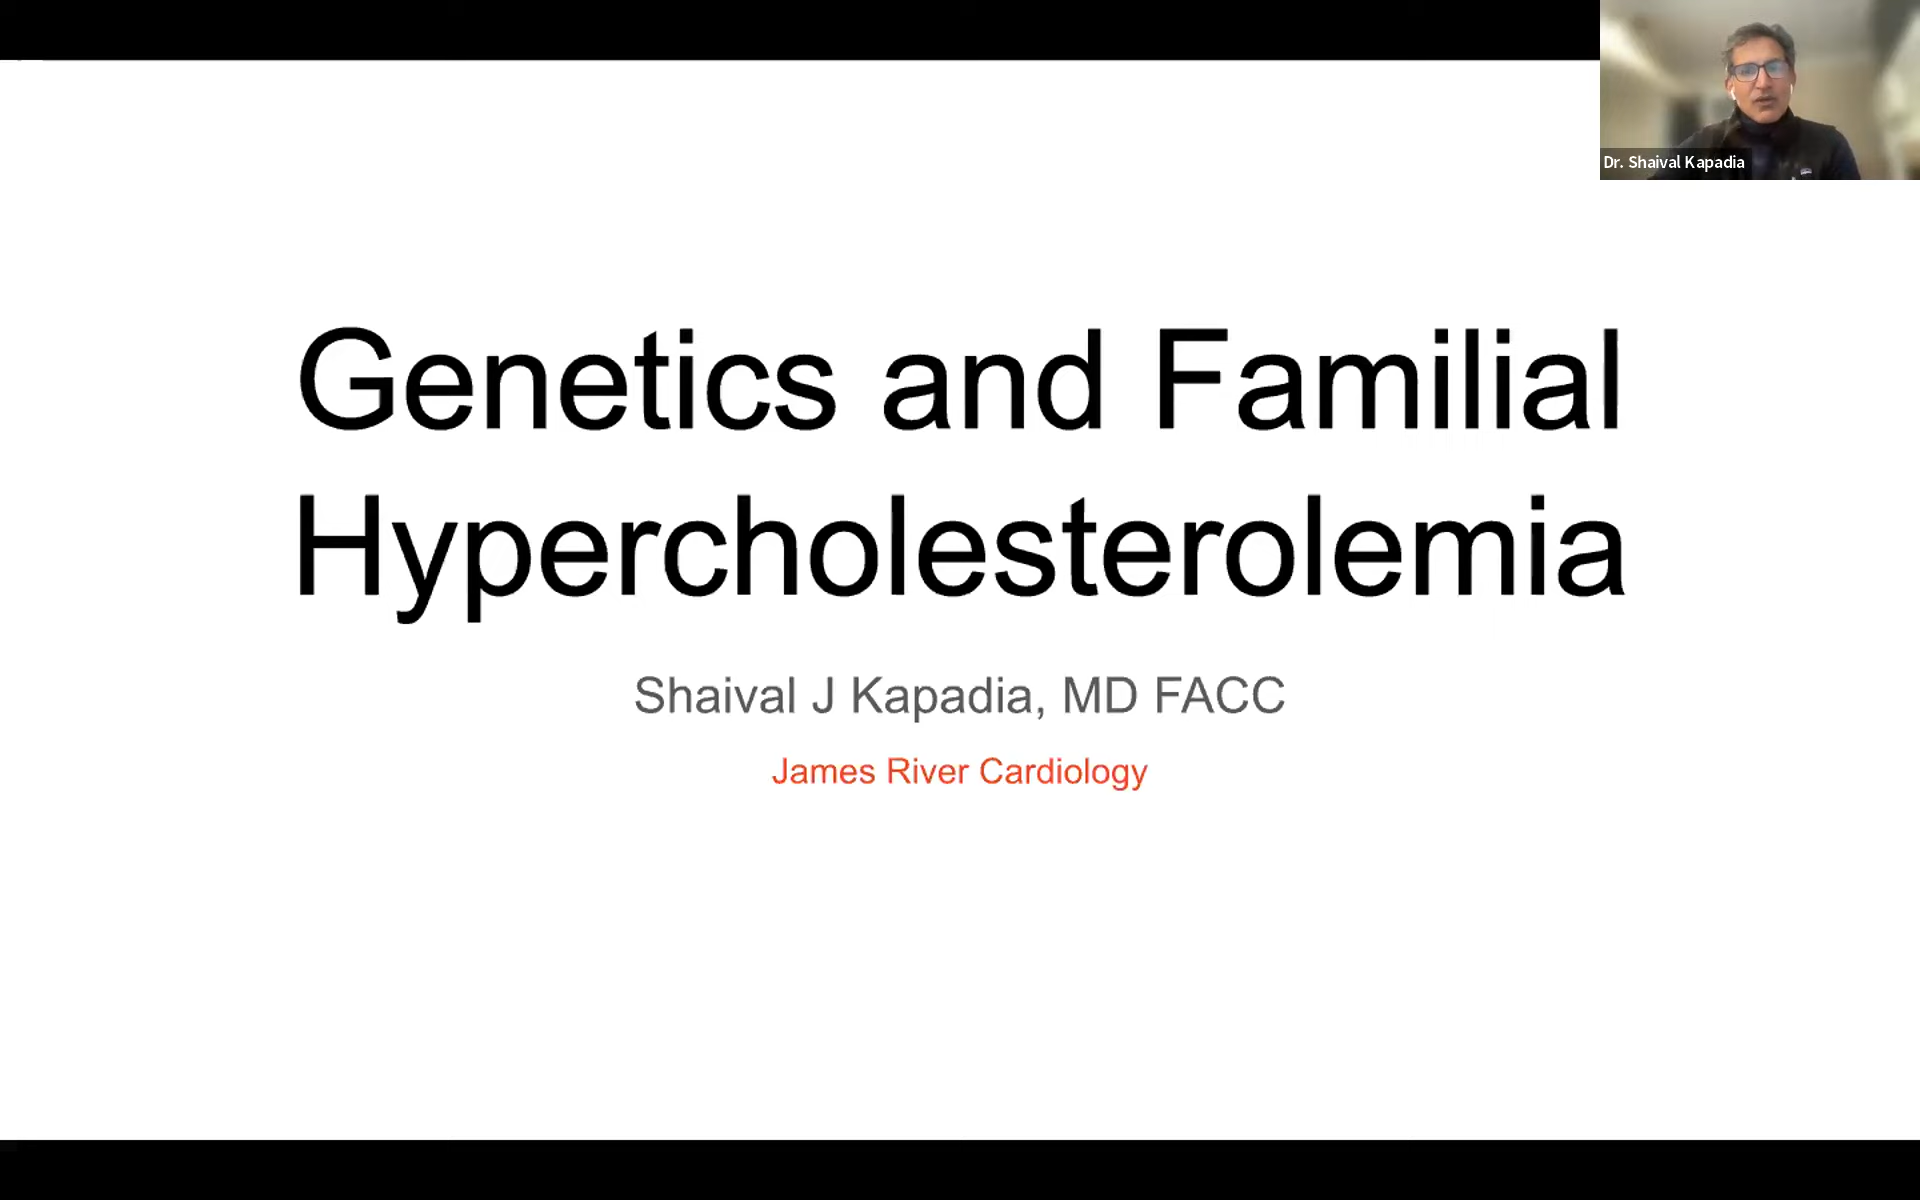 Dr. Shaival Kapadia
Genetics and Familial
Hypercholesterolemia
Shaival J Kapadia, MD FACC
James River Cardiology